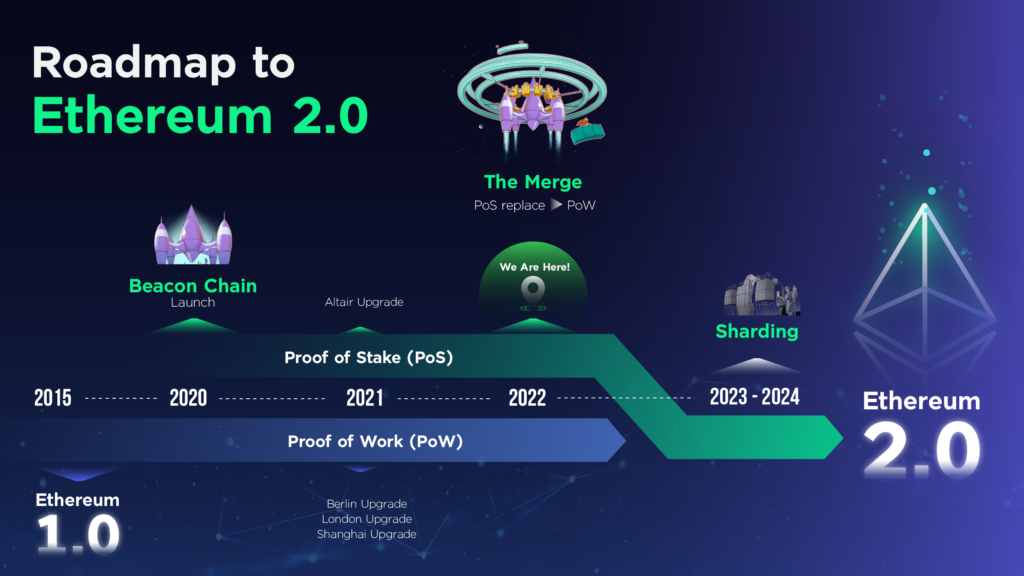 Roadmap to
Ethereum 2.0
The Merge
PoS replace PoW
Beacon Chain
Launch
Altair Upgrade
We Are Here!
Sharding
Proof of Stake (PoS)
2015
2020
2021
2022
2023 - 2024
Proof of Work (PoW)
Ethereum
2.0
Ethereum
1.0
Berlin Upgrade
London Upgrade
Shanghai Upgrade